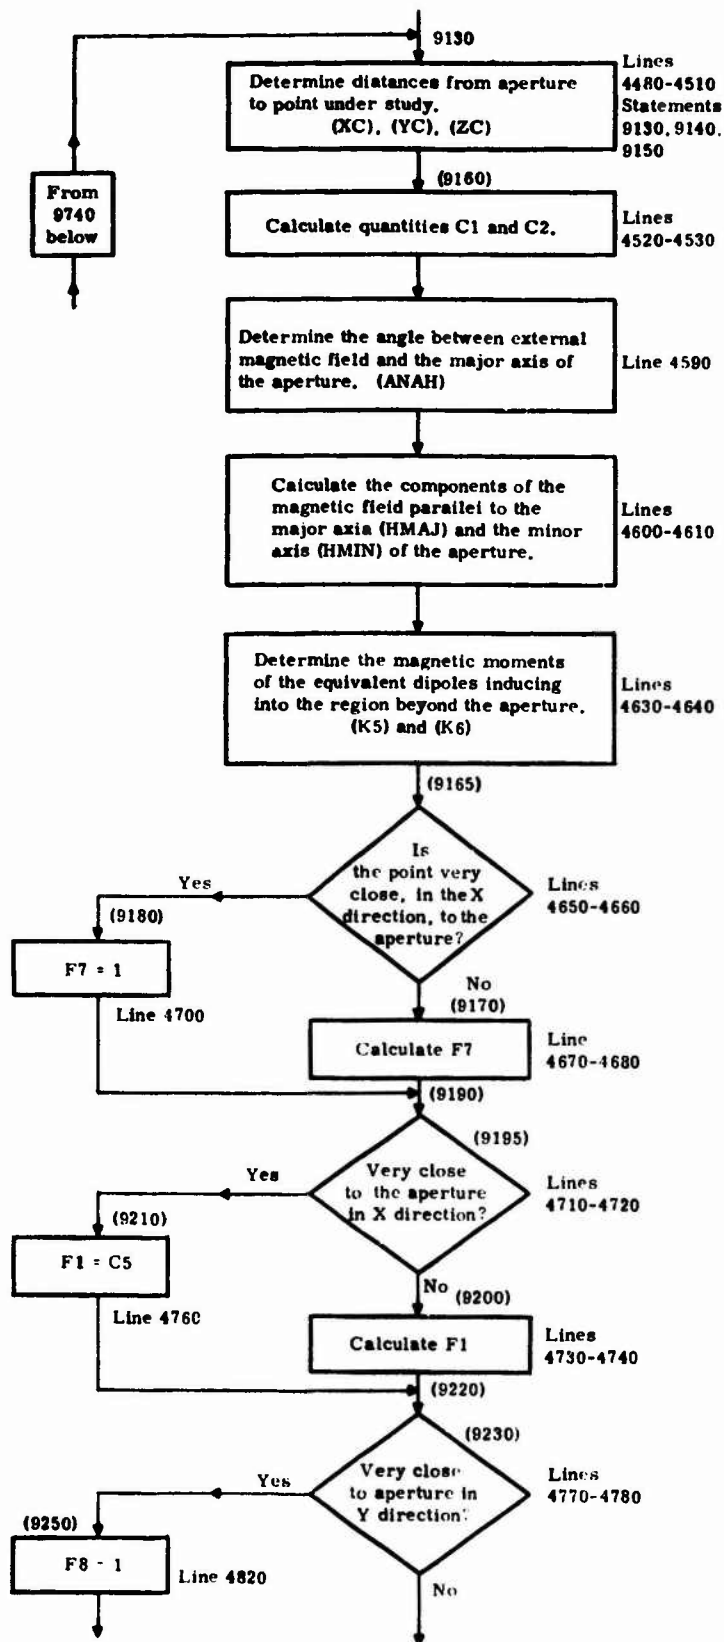 9130
Determine diatances from aperture
to point under study.
(XC), (YC), (ZC)
Lines
4480-4510
Statements
9130, 9140,
9150
From
9740
below
(9160)
Calculate quantities C1 and C2.
Lines
4520-4530
Determine the angle between external
magnetic field and the major axis of
the aperture. (ANAH)
Line 4590
Calculate the components of the
magnetic field parallel to the
major axia (HMAJ) and the minor
axis (HMIN) of the aperture.
Lines
4600-4610
Determine the magnetic moments
of the equivalent dipoles inducing
into the region beyond the aperture.
(K5) and (K6)
Lines
4630-4640
(9165)
Is
the point very
close, in the X
direction, to the
aperture?
Lines
4650-4660
Yes
(9180)
F7 = 1
Line 4700
No
(9170)
Calculate F7
Line
4670-4680
(9190)
(9195)
Very close
to the aperture
in X direction?
Lines
4710-4720
Yes
(9210)
F1 = C5
Line 4760
No
(9200)
Calculate F1
Lines
4730-4740
(9220)
(9230)
Very close
to aperture in
Y direction?
Lines
4770-4780
Yes
(9250)
F8 - 1
Line 4820
No